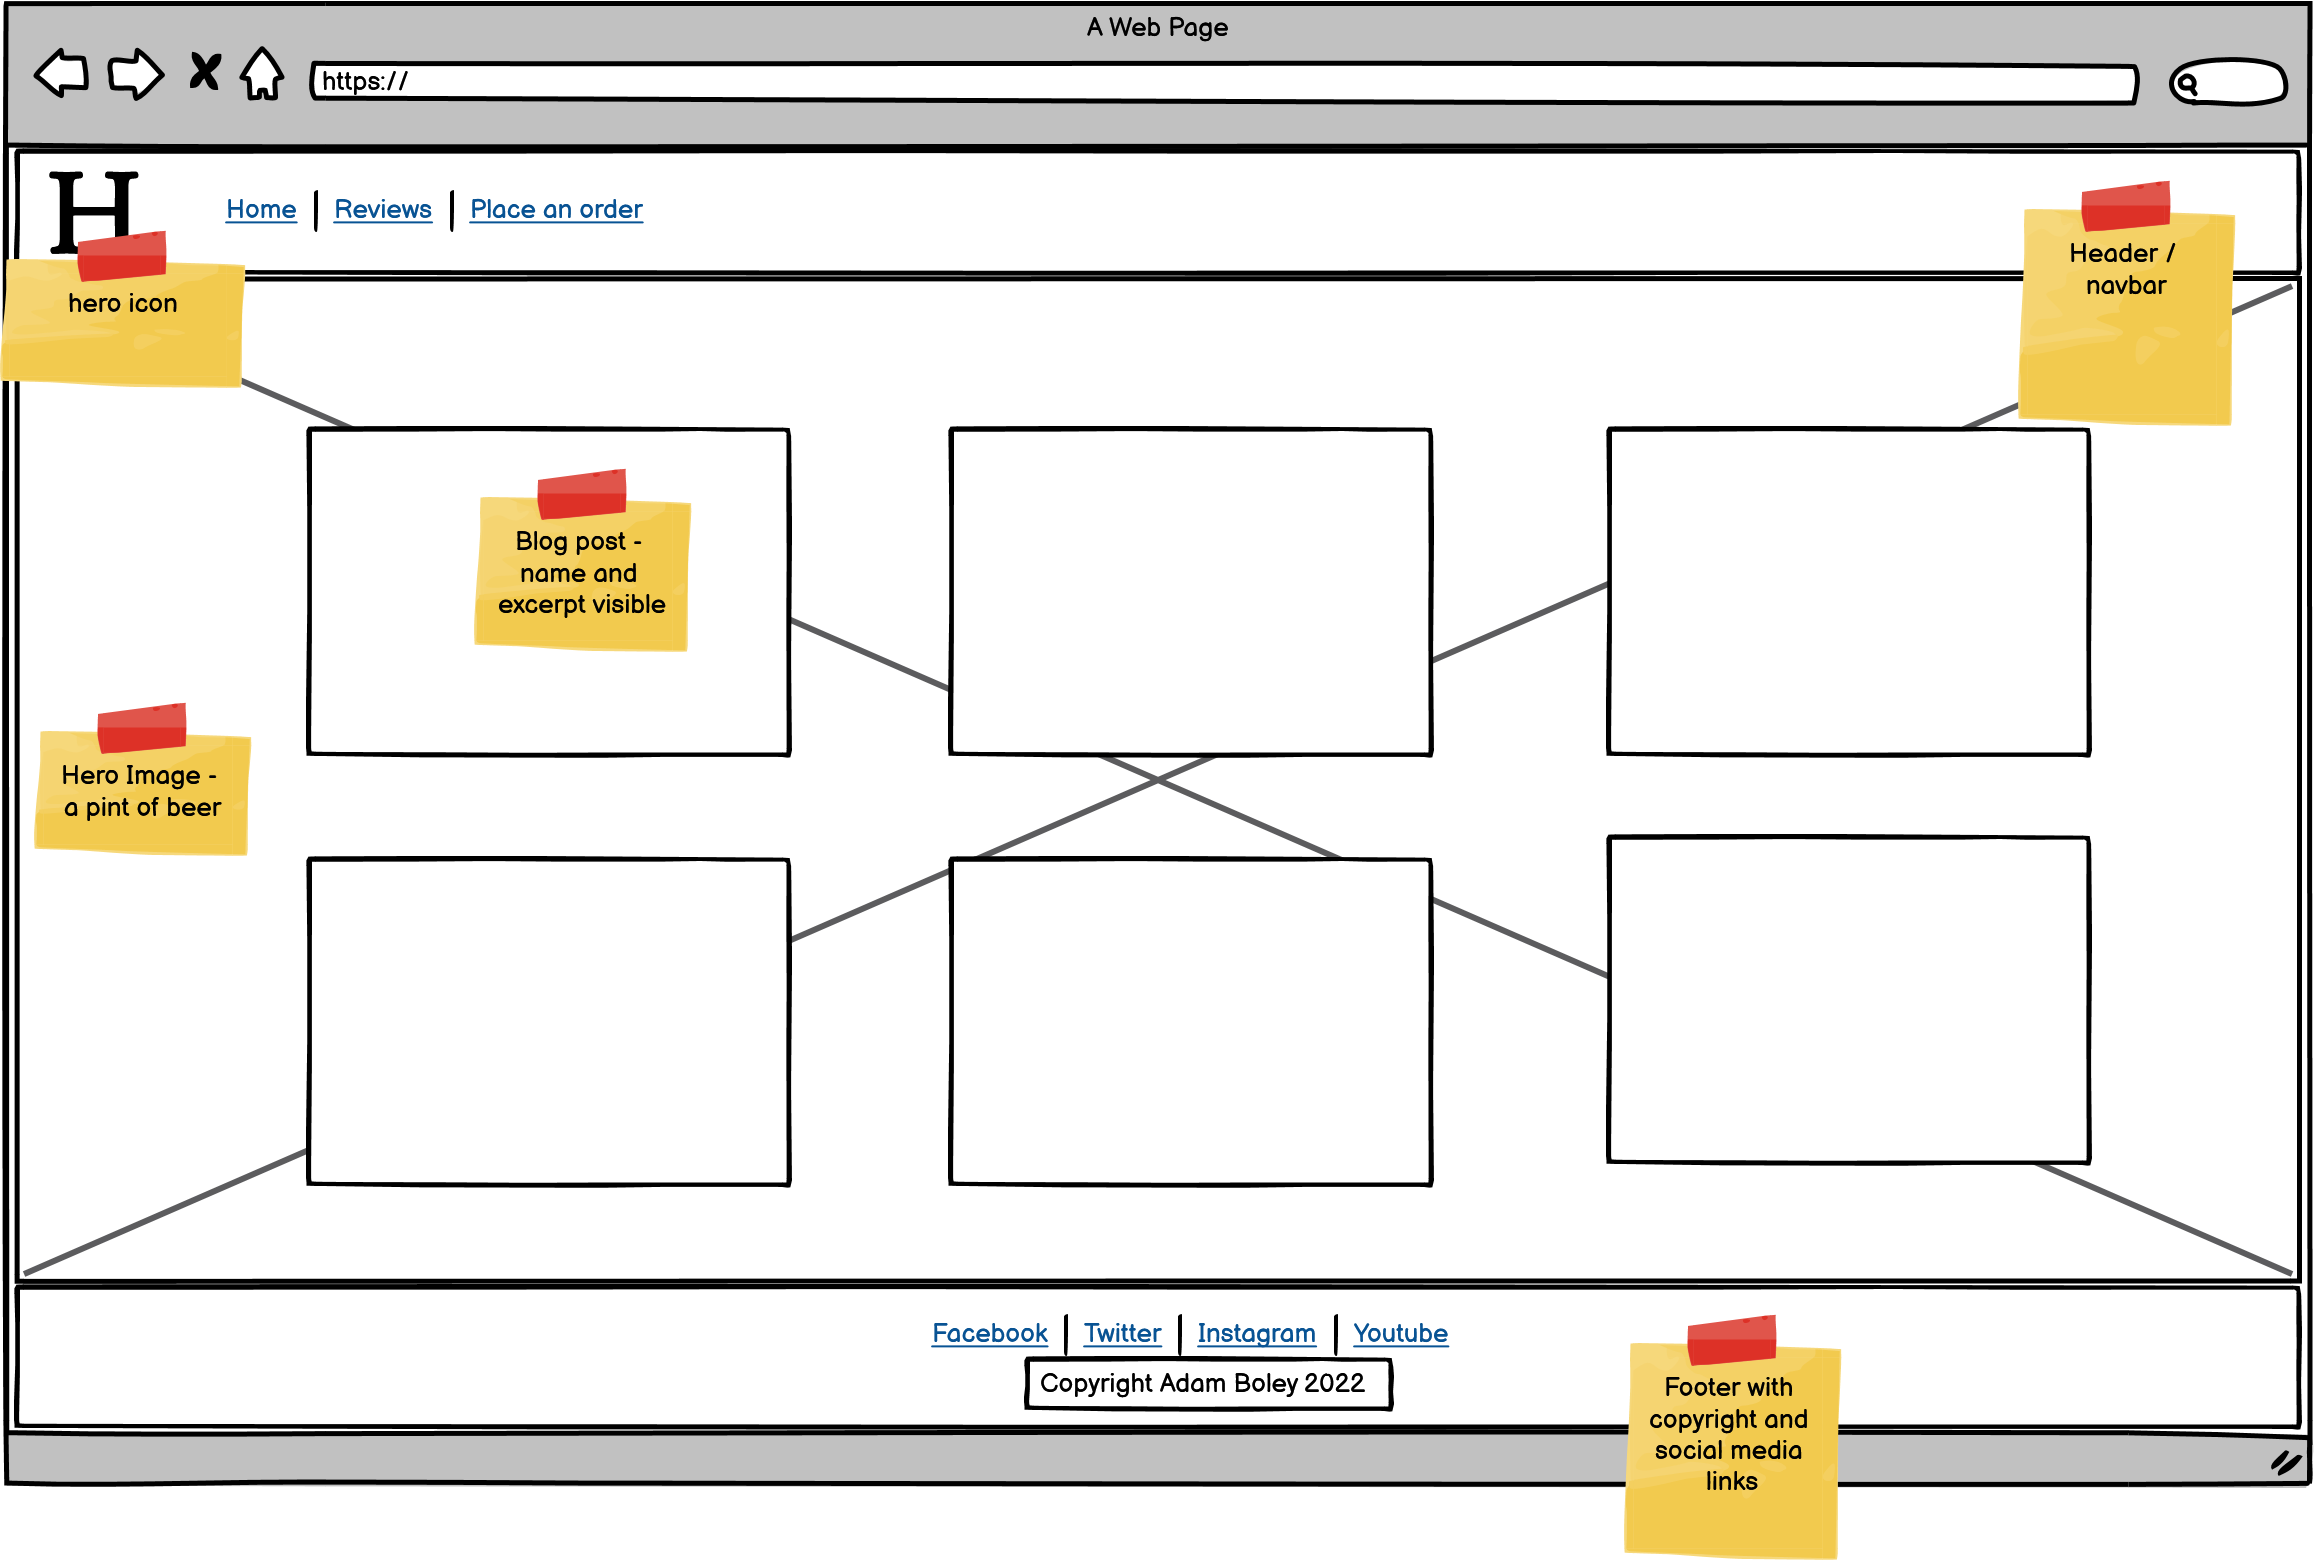 A Web Page
https://
H
Home | Reviews | Place an order
Header /
navbar
hero icon
Blog post -
name and
excerpt visible
Hero Image -
a pint of beer
Facebook | Twitter | Instagram | Youtube
Copyright Adam Boley 2022
Footer with
copyright and
social media
links